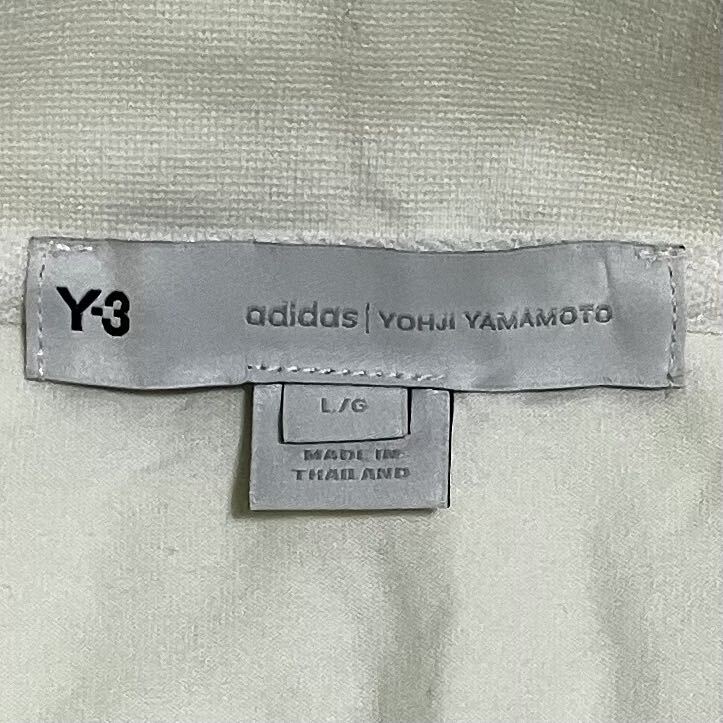 Y-3 adidas | YOHJI YAMAMOTO
L/G
MADE IN
THAILAND